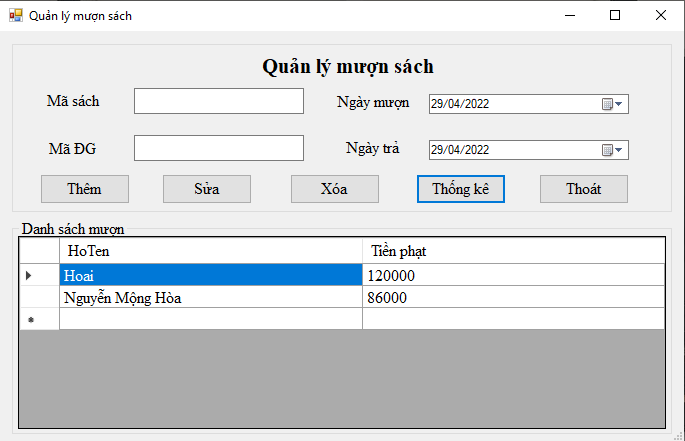 Quản lý mượn sách
Quản lý mượn sách
Mã sách
Ngày mượn 29/04/2022
Mã ĐG
Ngày trả 29/04/2022
Thêm Sửa Xóa Thống kê Thoát
Danh sách mượn
HoTen Tiền phạt
Hoai 120000
Nguyễn Mộng Hòa 86000